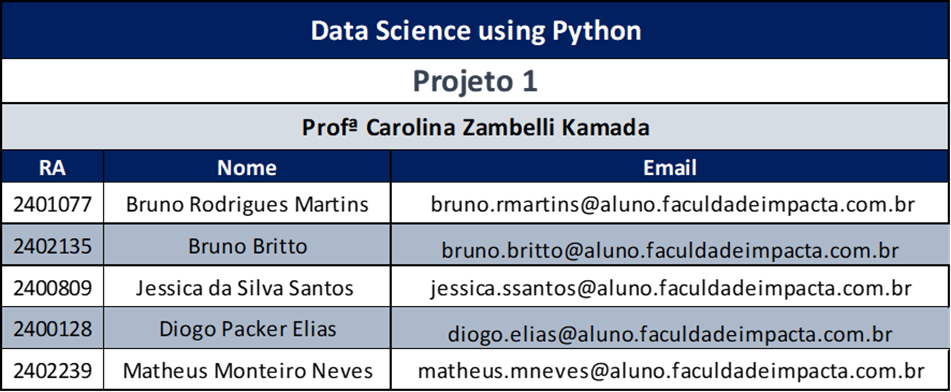 Data Science using Python
Projeto 1
Profª Carolina Zambelli Kamada
RA Nome Email
2401077 Bruno Rodrigues Martins bruno.rmartins@aluno.faculdadeimpacta.com.br
2402135 Bruno Britto bruno.britto@aluno.faculdadeimpacta.com.br
2400809 Jessica da Silva Santos jessica.ssantos@aluno.faculdadeimpacta.com.br
2400128 Diogo Packer Elias diogo.elias@aluno.faculdadeimpacta.com.br
2402239 Matheus Monteiro Neves matheus.mneves@aluno.faculdadeimpacta.com.br